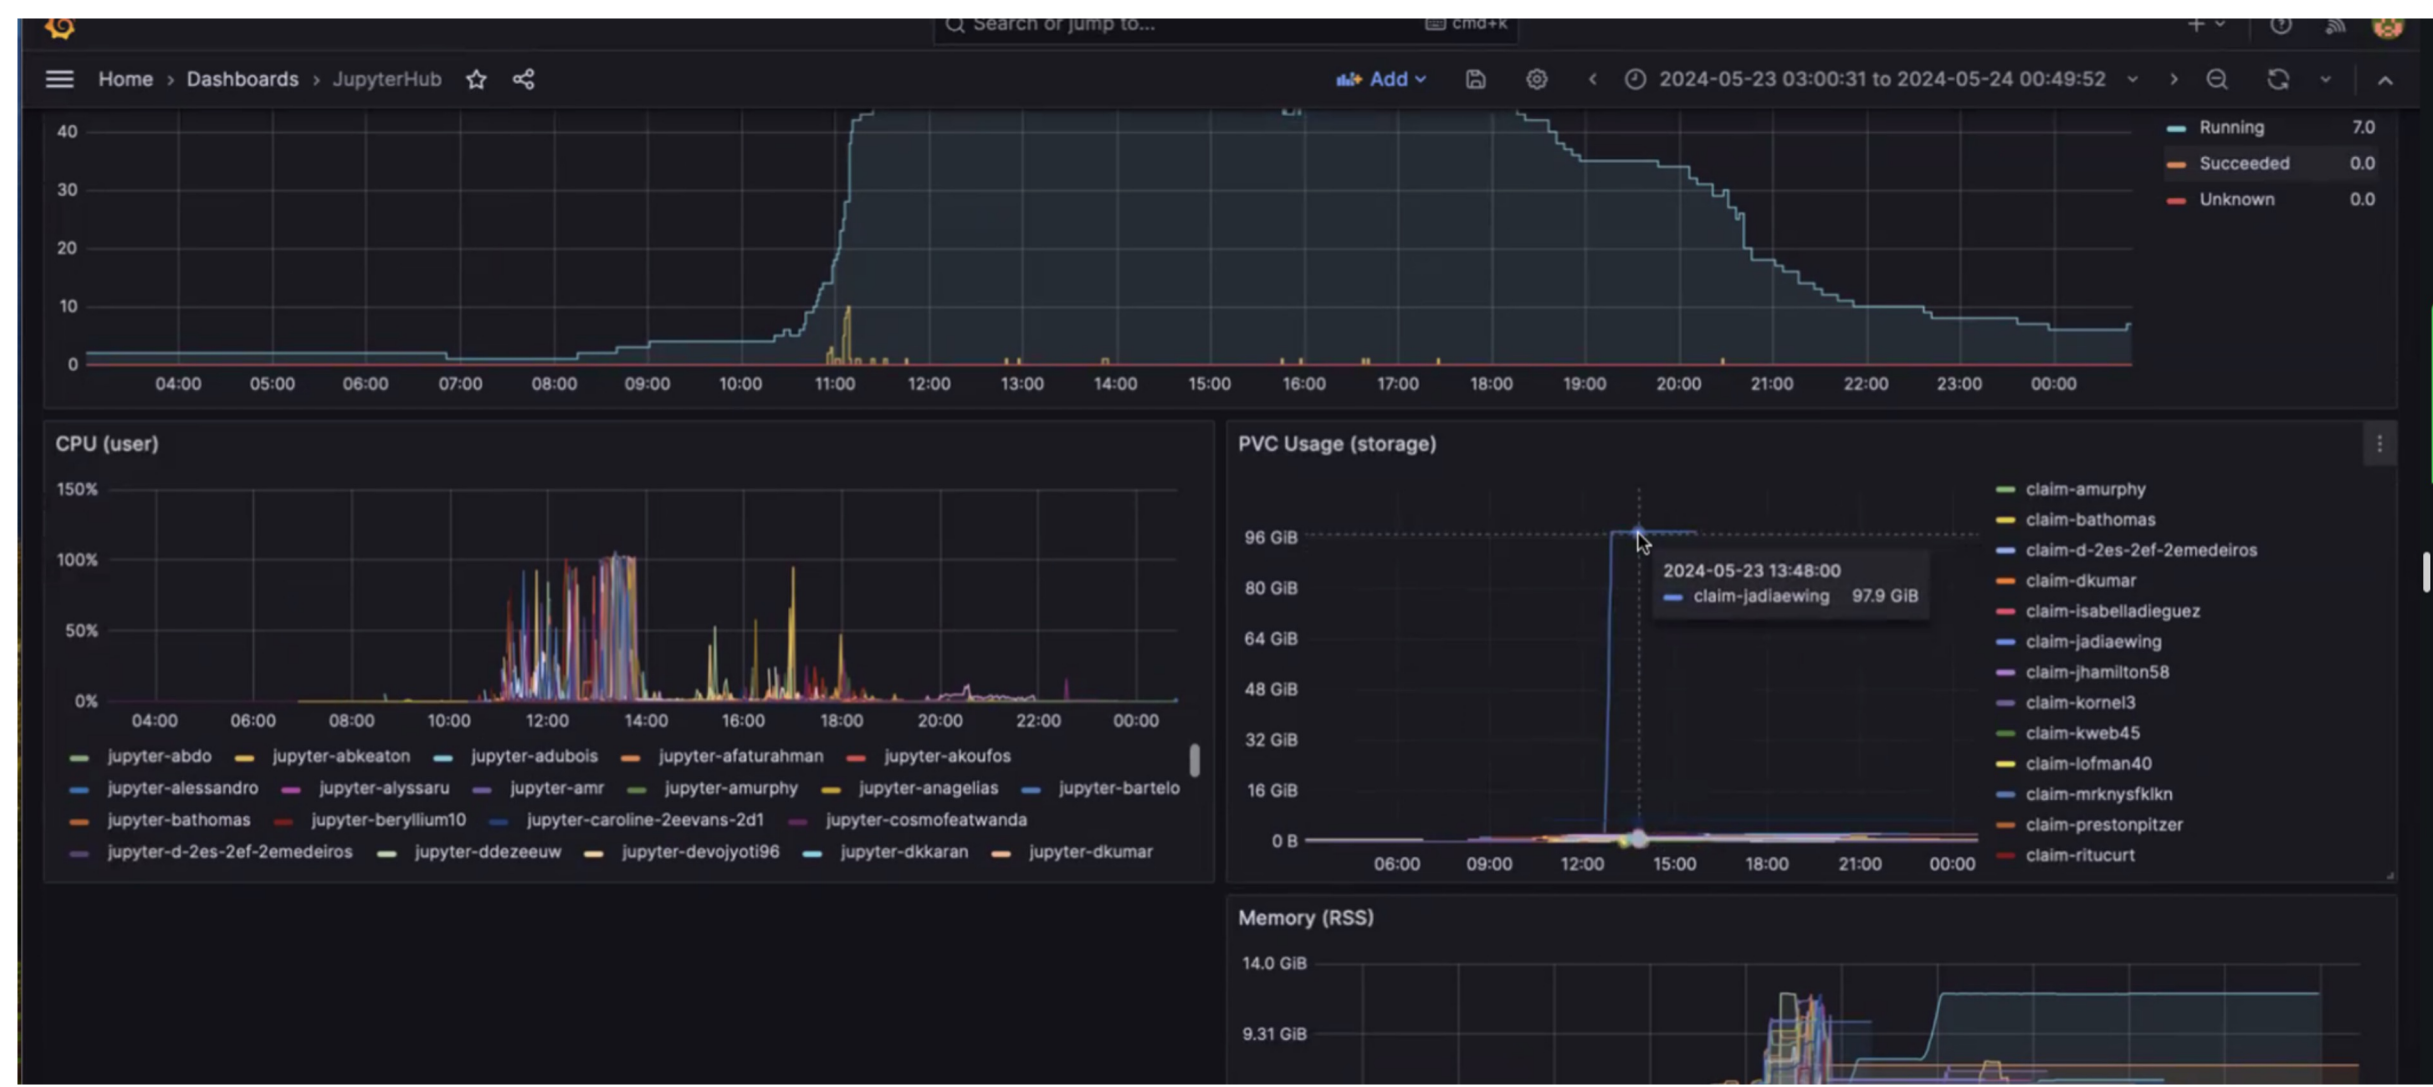 Search or jump to... cmd+k
Home › Dashboards › JupyterHub Add 2024-05-23 03:00:31 to 2024-05-24 00:49:52
40
30
20
10
0
04:00 05:00 06:00 07:00 08:00 09:00 10:00 11:00 12:00 13:00 14:00 15:00 16:00 17:00 18:00 19:00 20:00 21:00 22:00 23:00 00:00
Running 7.0
Succeeded 0.0
Unknown 0.0
CPU (user)
150%
100%
50%
0%
04:00 06:00 08:00 10:00 12:00 14:00 16:00 18:00 20:00 22:00 00:00
jupyter-abdo jupyter-abkeaton jupyter-adubois jupyter-afaturahman jupyter-akoufos
jupyter-alessandro jupyter-alyssaru jupyter-amr jupyter-amurphy jupyter-anagelias jupyter-bartelo
jupyter-bathomas jupyter-beryllium10 jupyter-caroline-2eevans-2d1 jupyter-cosmofeatwanda
jupyter-d-2es-2ef-2emedeiros jupyter-ddezeeuw jupyter-devojyoti96 jupyter-dkkaran jupyter-dkumar
PVC Usage (storage)
96 GiB
80 GiB
64 GiB
48 GiB
32 GiB
16 GiB
0 B
06:00 09:00 12:00 15:00 18:00 21:00 00:00
2024-05-23 13:48:00
claim-jadiaewing 97.9 GiB
claim-amurphy
claim-bathomas
claim-d-2es-2ef-2emedeiros
claim-dkumar
claim-isabelladieguez
claim-jadiaewing
claim-jhamilton58
claim-kornel3
claim-kweb45
claim-lofman40
claim-mrknysfklkn
claim-prestonpitzer
claim-ritucurt
Memory (RSS)
14.0 GiB
9.31 GiB